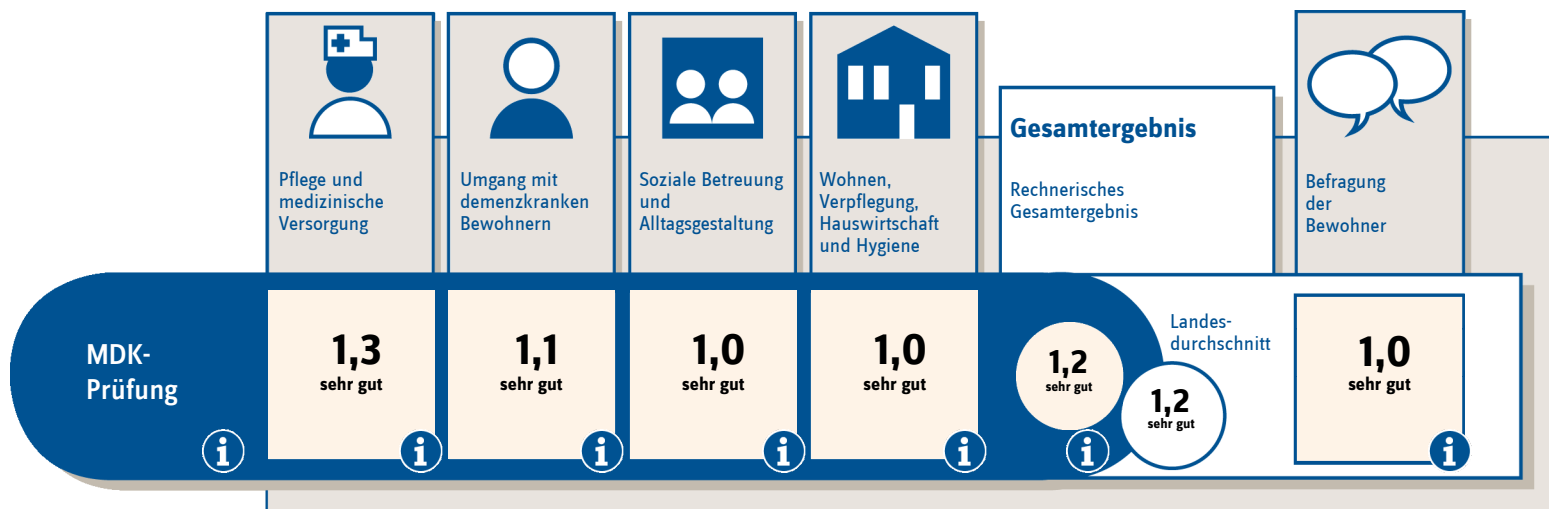 Pflege und
medizinische
Versorgung
Umgang mit
demenzkranken
Bewohnern
Soziale Betreuung
und
Alltagsgestaltung
Wohnen,
Verpflegung,
Hauswirtschaft
und Hygiene
Gesamtergebnis
Rechnerisches
Gesamtergebnis
Befragung
der
Bewohner
MDK-
Prüfung
i
1,3
sehr gut
i
1,1
sehr gut
i
1,0
sehr gut
i
1,0
sehr gut
i
1,2
sehr gut
i
Landes-
durchschnitt
1,2
sehr gut
1,0
sehr gut
i